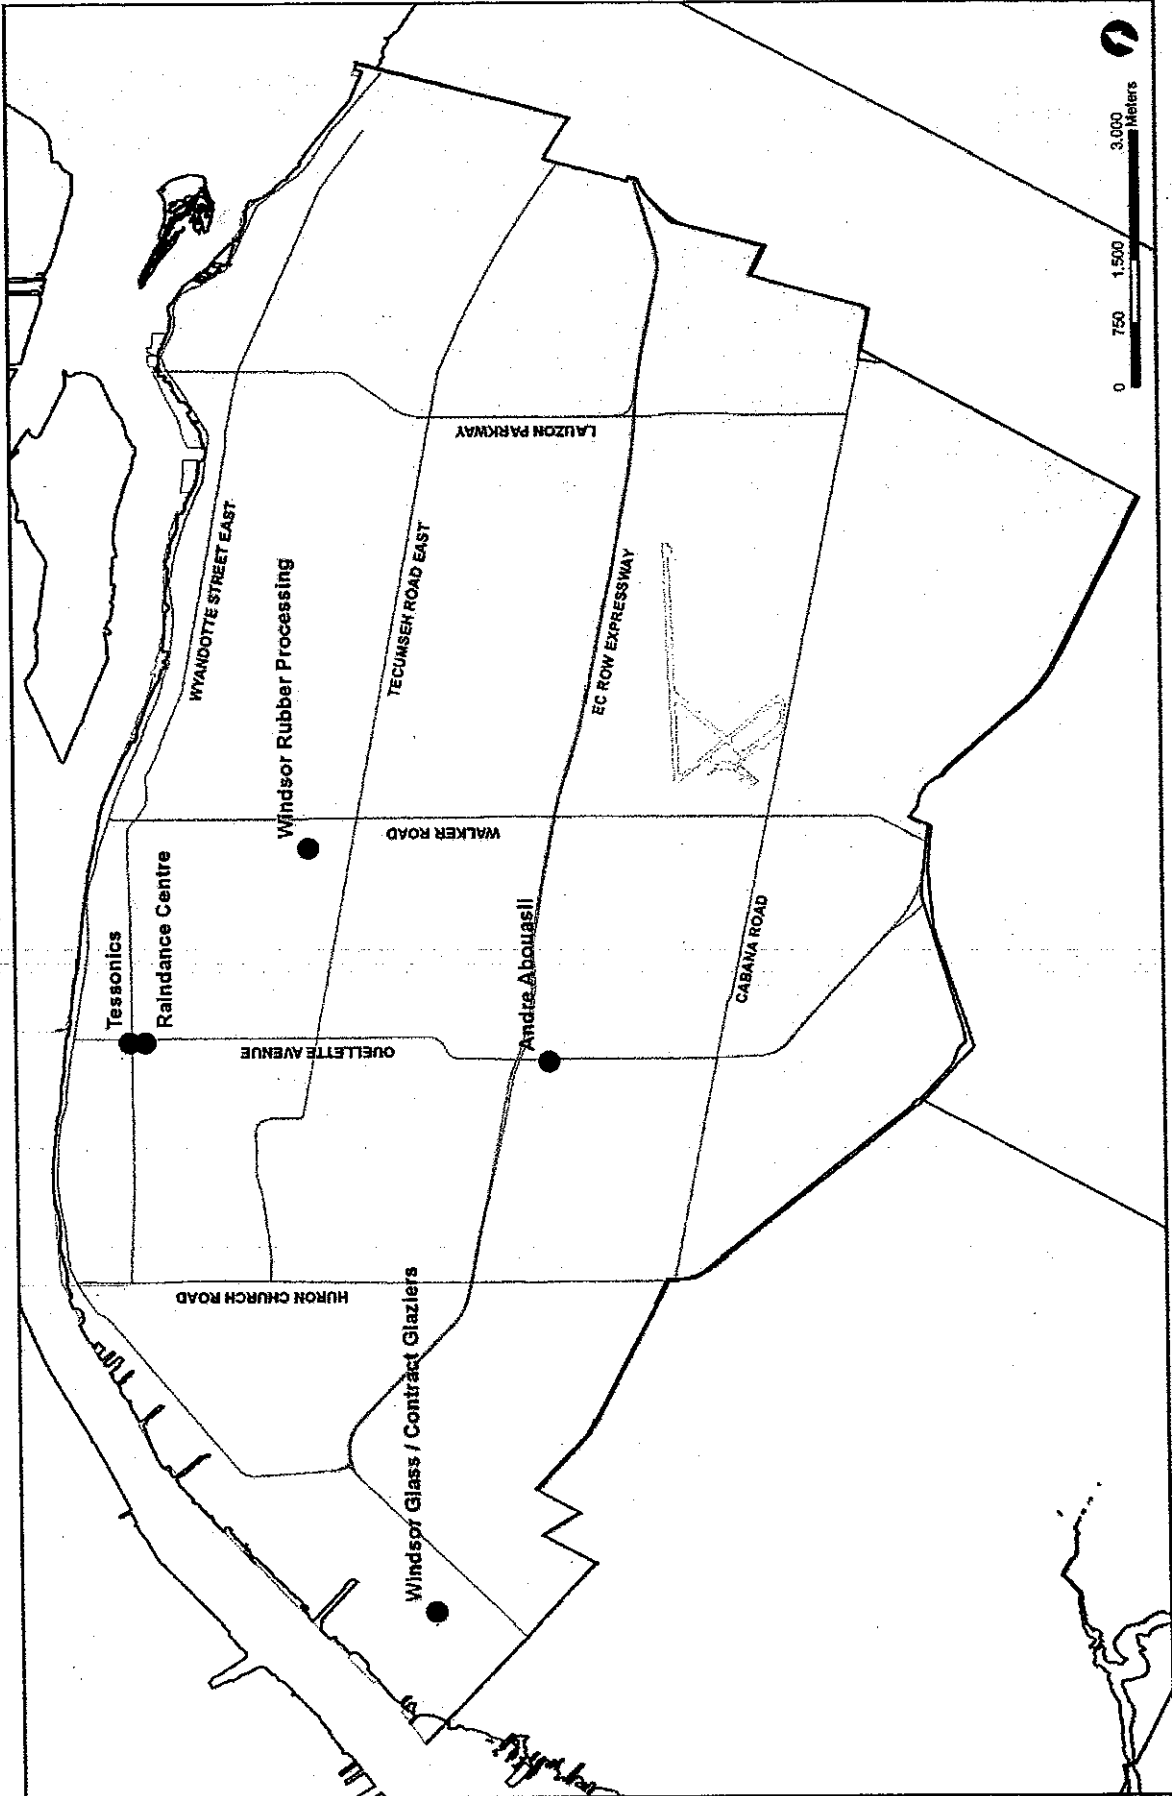 Tessonics
Raindance Centre
Windsor Rubber Processing
Andre Abouasli
Windsor Glass / Contract Glaziers
WYANDOTTE STREET EAST
TECUMSEH ROAD EAST
EC ROW EXPRESSWAY
CABANA ROAD
LAUZON PARKWAY
WALKER ROAD
OUELLETTE AVENUE
HURON CHURCH ROAD
0 750 1.500 3.000
Meters